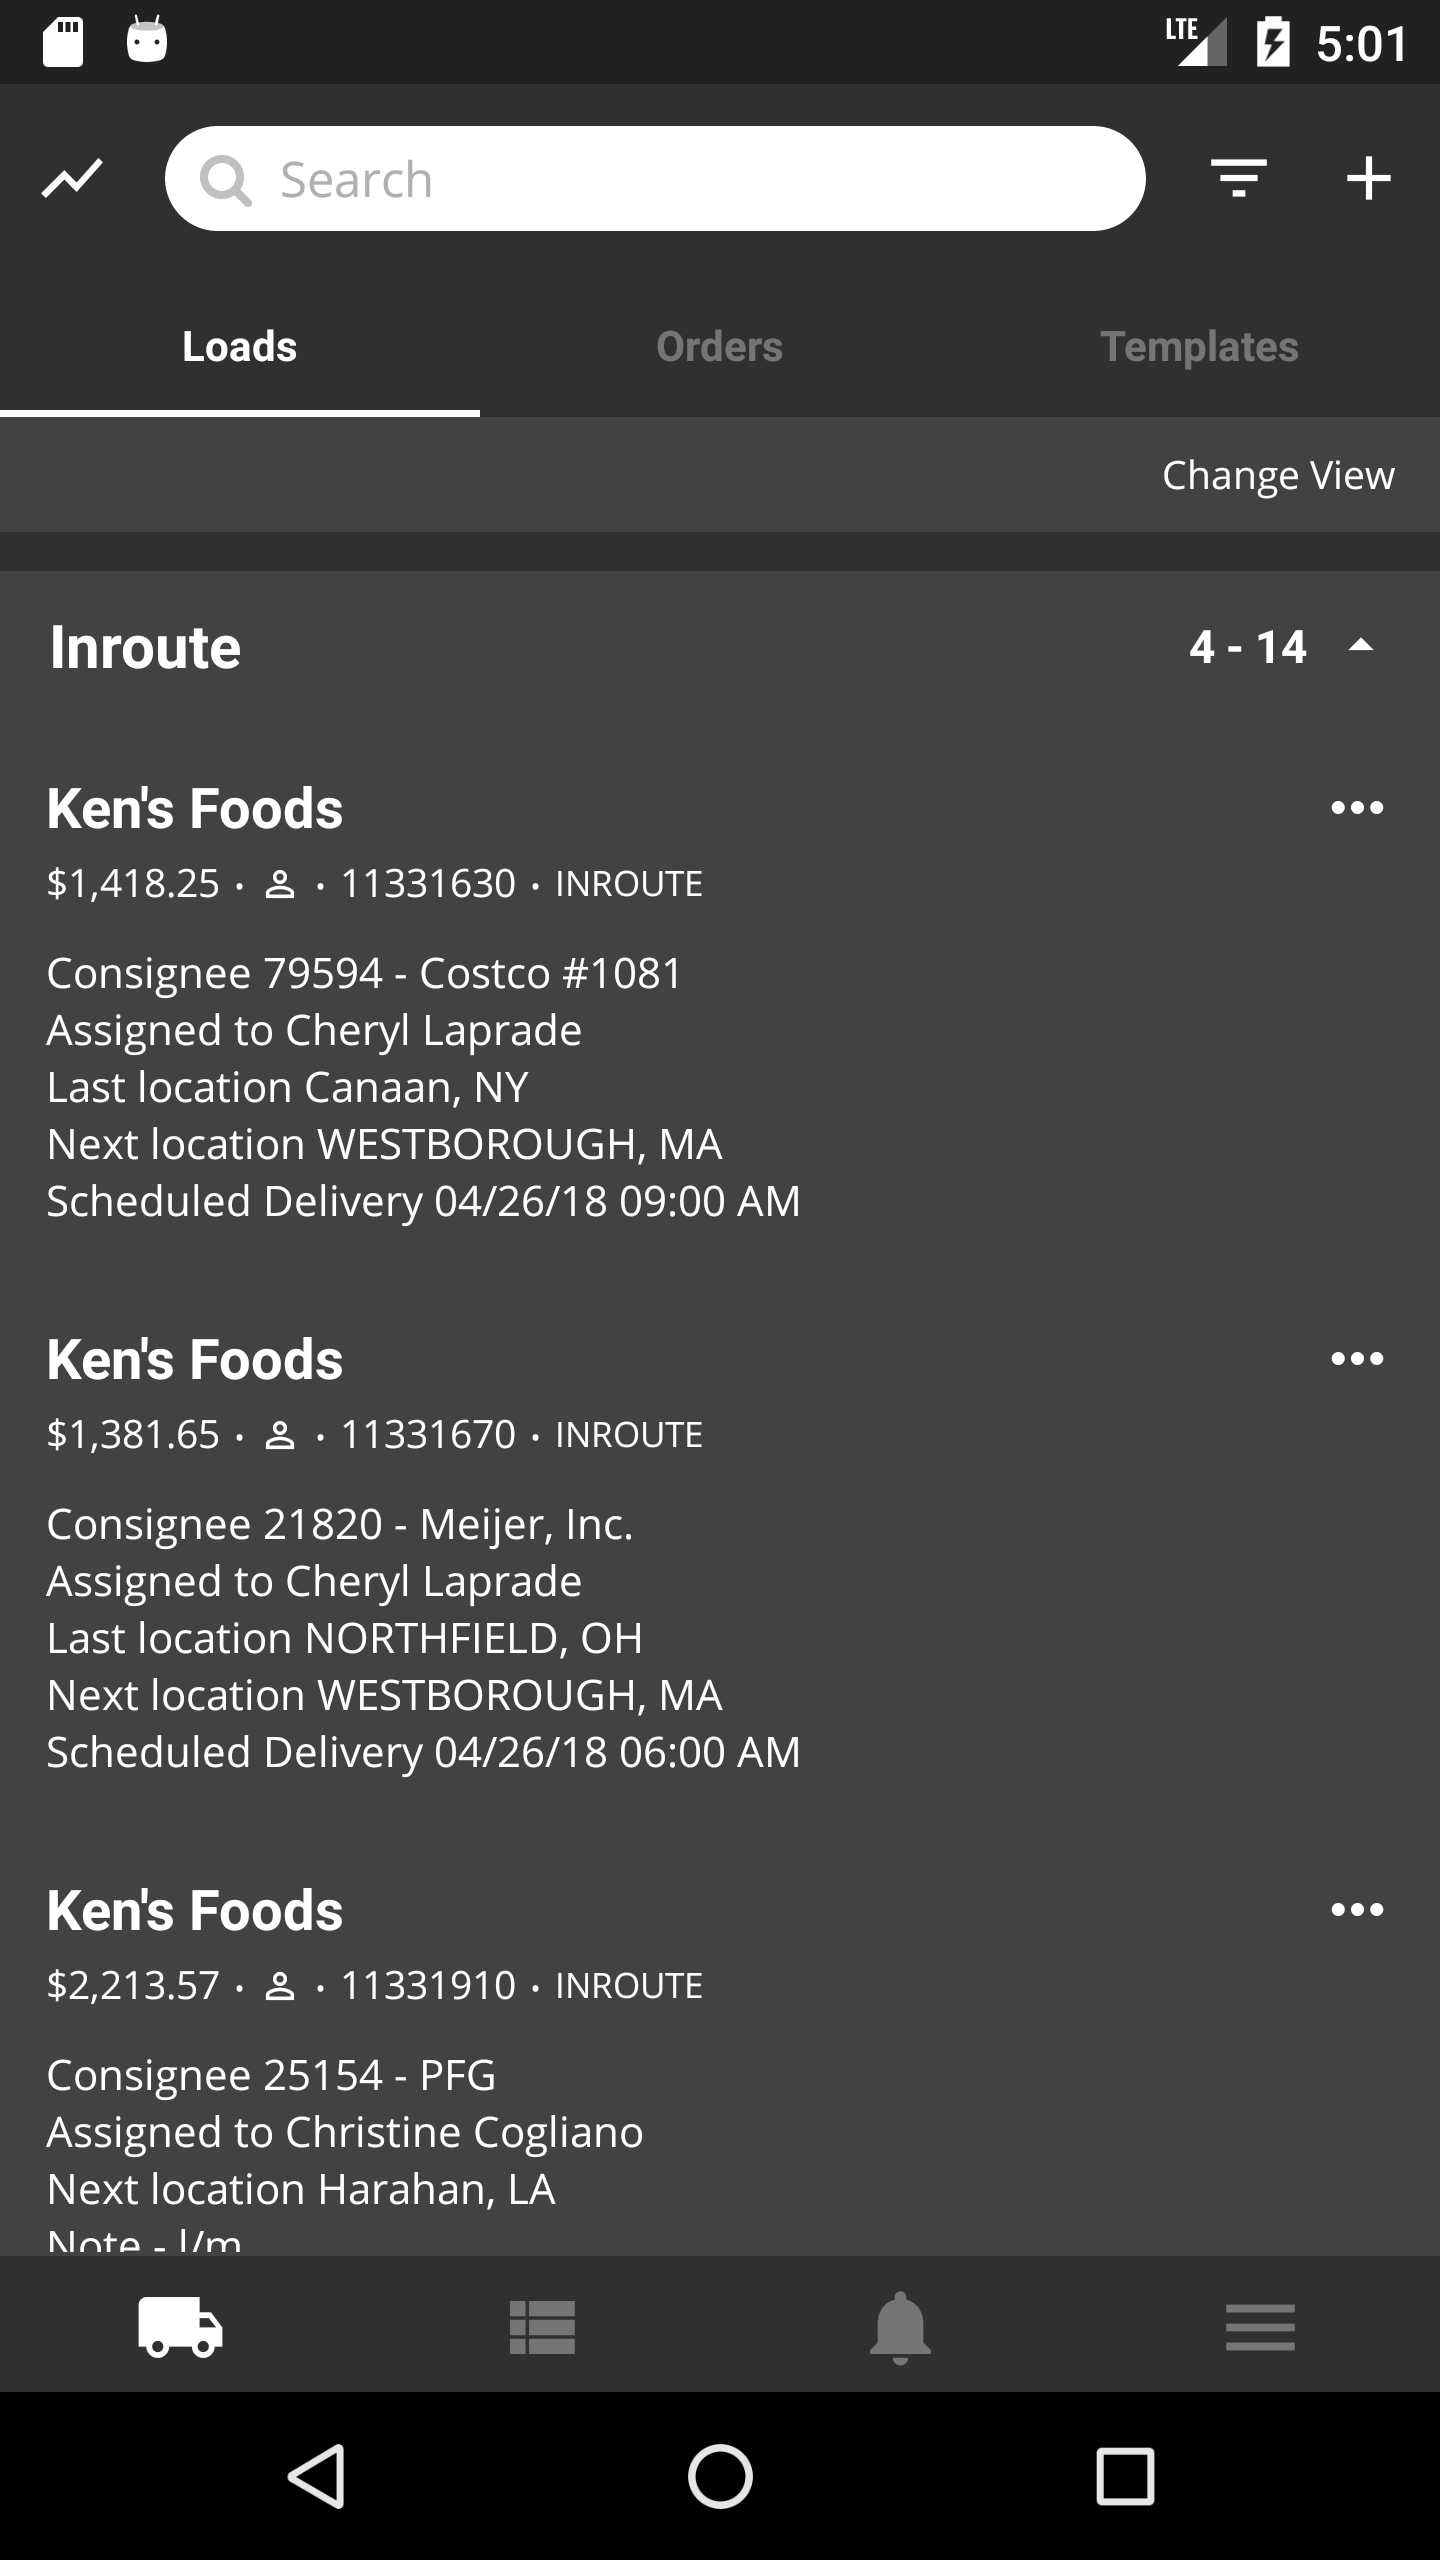 LTE 5:01
Search
Loads Orders Templates
Change View
Inroute 4 - 14
Ken's Foods
$1,418.25 · 11331630 · INROUTE
Consignee 79594 - Costco #1081
Assigned to Cheryl Laprade
Last location Canaan, NY
Next location WESTBOROUGH, MA
Scheduled Delivery 04/26/18 09:00 AM
Ken's Foods
$1,381.65 · 11331670 · INROUTE
Consignee 21820 - Meijer, Inc.
Assigned to Cheryl Laprade
Last location NORTHFIELD, OH
Next location WESTBOROUGH, MA
Scheduled Delivery 04/26/18 06:00 AM
Ken's Foods
$2,213.57 · 11331910 · INROUTE
Consignee 25154 - PFG
Assigned to Christine Cogliano
Next location Harahan, LA
Note - l/m